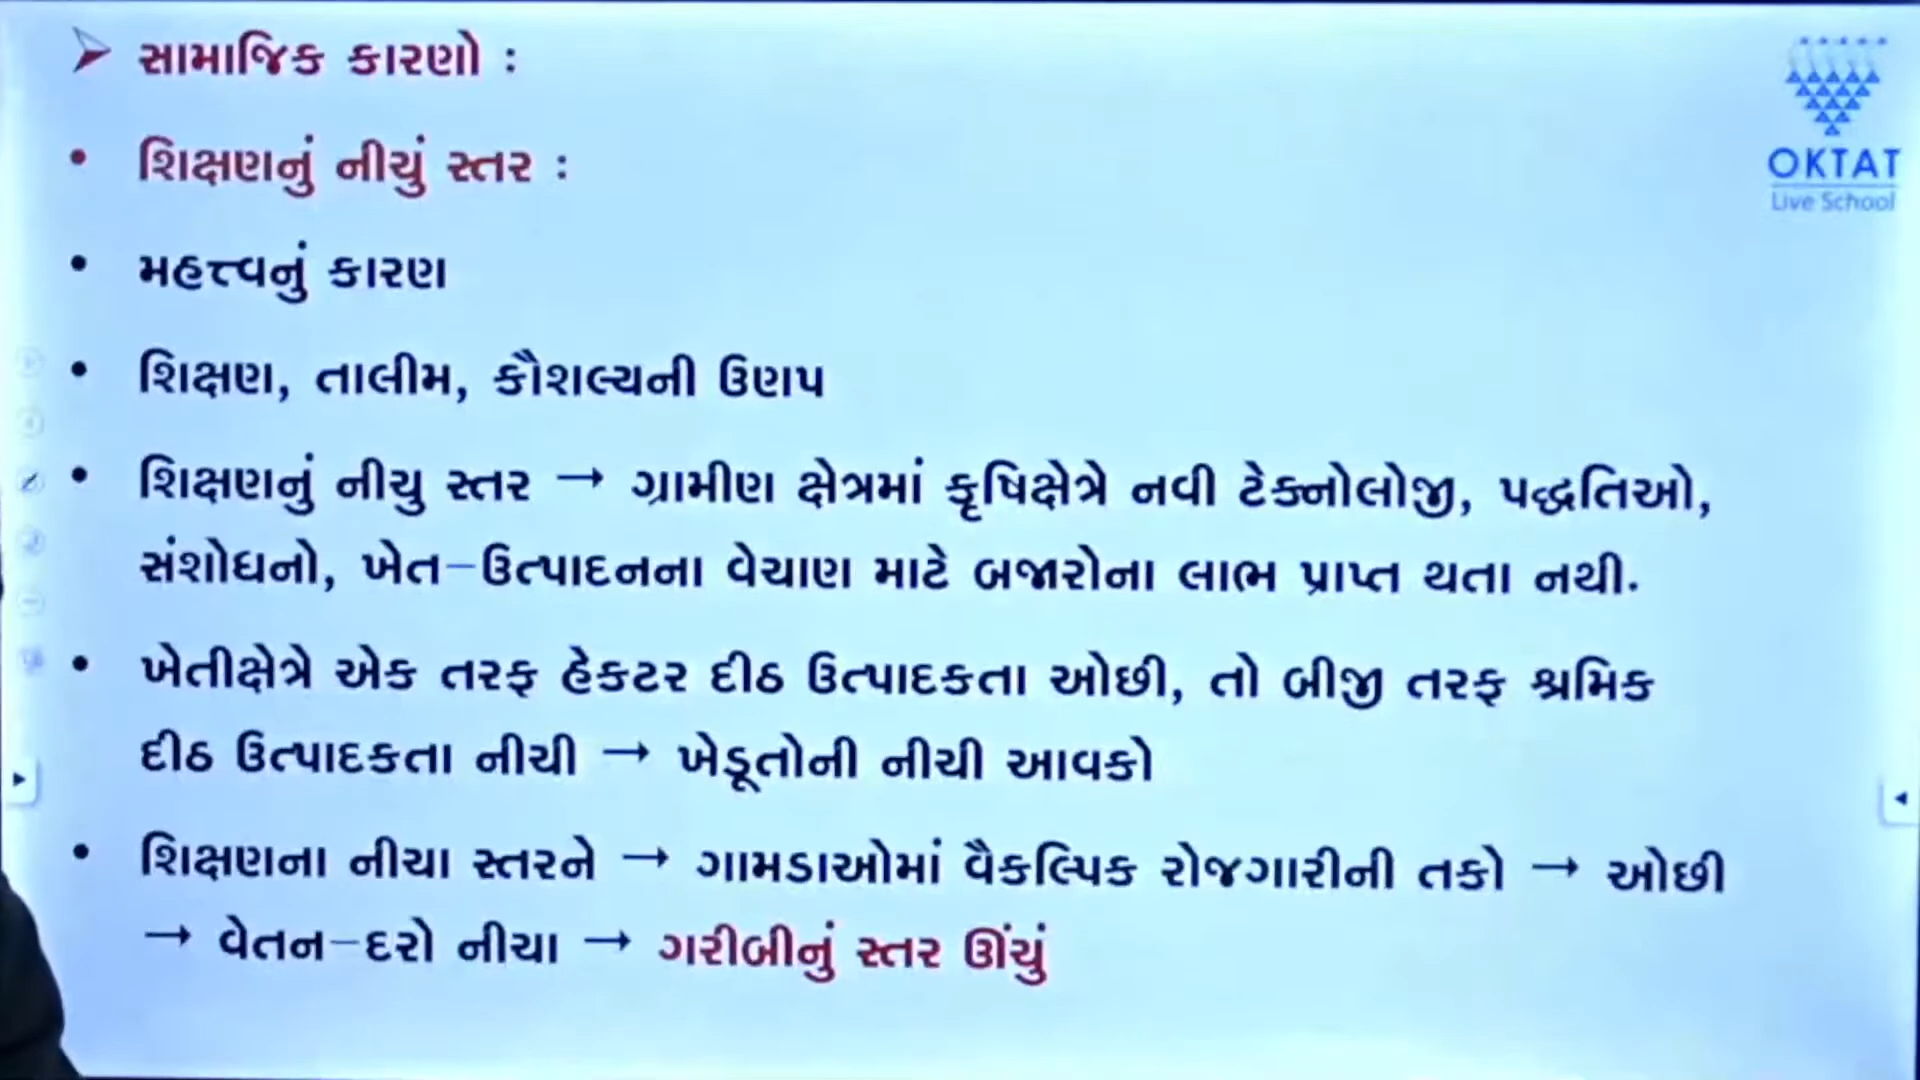 ➢ સામાજિક કારણો :
• શિક્ષણનું નીચું સ્તર :
• મહત્ત્વનું કારણ
• શિક્ષણ, તાલીમ, કૌશલ્યની ઉણપ
• શિક્ષણનું નીચુ સ્તર → ગ્રામીણ ક્ષેત્રમાં કૃષિક્ષેત્રે નવી ટેક્નોલોજી, પદ્ધતિઓ,
સંશોધનો, ખેત–ઉત્પાદનના વેચાણ માટે બજારોના લાભ પ્રાપ્ત થતા નથી.
• ખેતીક્ષેત્રે એક તરફ હેકટર દીઠ ઉત્પાદકતા ઓછી, તો બીજી તરફ શ્રમિક
દીઠ ઉત્પાદકતા નીચી → ખેડૂતોની નીચી આવકો
• શિક્ષણના નીચા સ્તરને → ગામડાઓમાં વૈકલ્પિક રોજગારીની તકો → ઓછી
→ વેતન–દરો નીચા → ગરીબીનું સ્તર ઊંચું
OKTAT
Live School